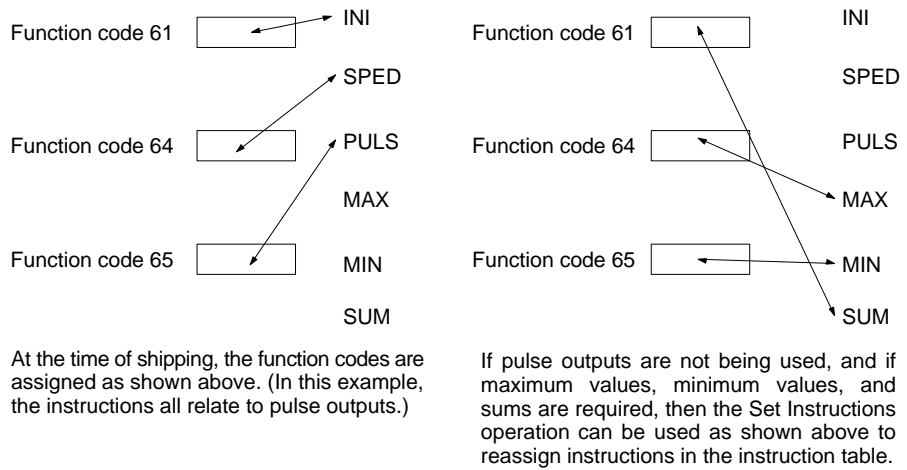 Function code 61
INI
SPED
Function code 64
PULS
MAX
Function code 65
MIN
SUM
At the time of shipping, the function codes are
assigned as shown above. (In this example,
the instructions all relate to pulse outputs.)
Function code 61
INI
SPED
Function code 64
PULS
MAX
Function code 65
MIN
SUM
If pulse outputs are not being used, and if
maximum values, minimum values, and
sums are required, then the Set Instructions
operation can be used as shown above to
reassign instructions in the instruction table.